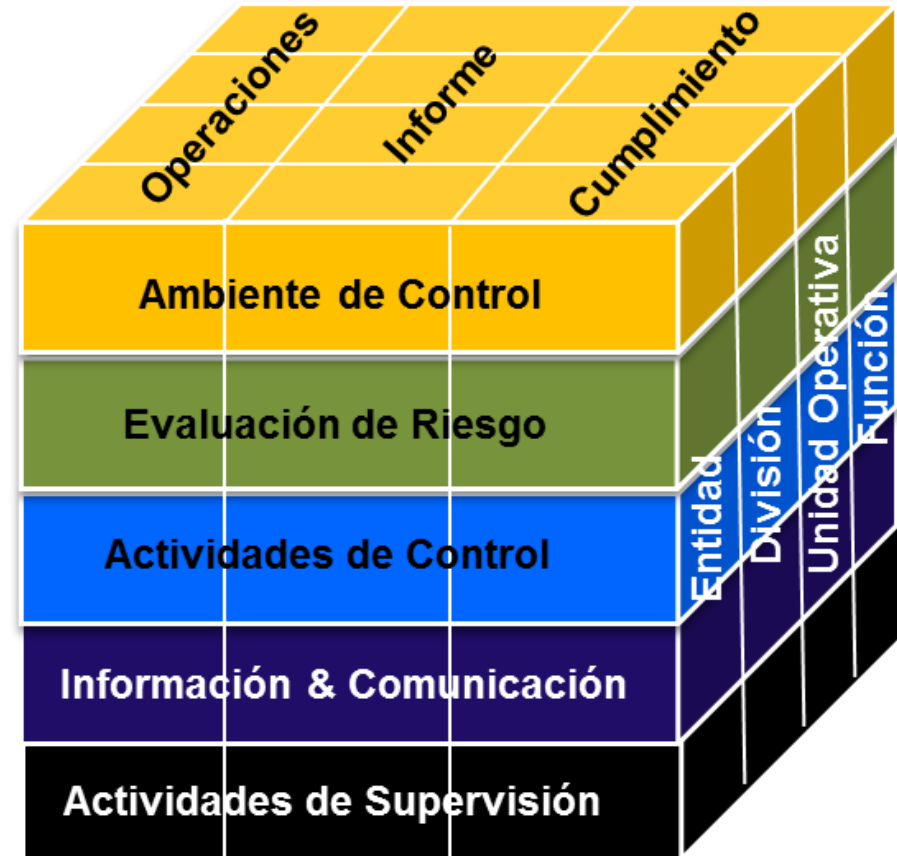 Operaciones
Informe
Cumplimiento
Ambiente de Control
Evaluación de Riesgo
Actividades de Control
Información & Comunicación
Actividades de Supervisión
Entidad
División
Unidad Operativa
Función